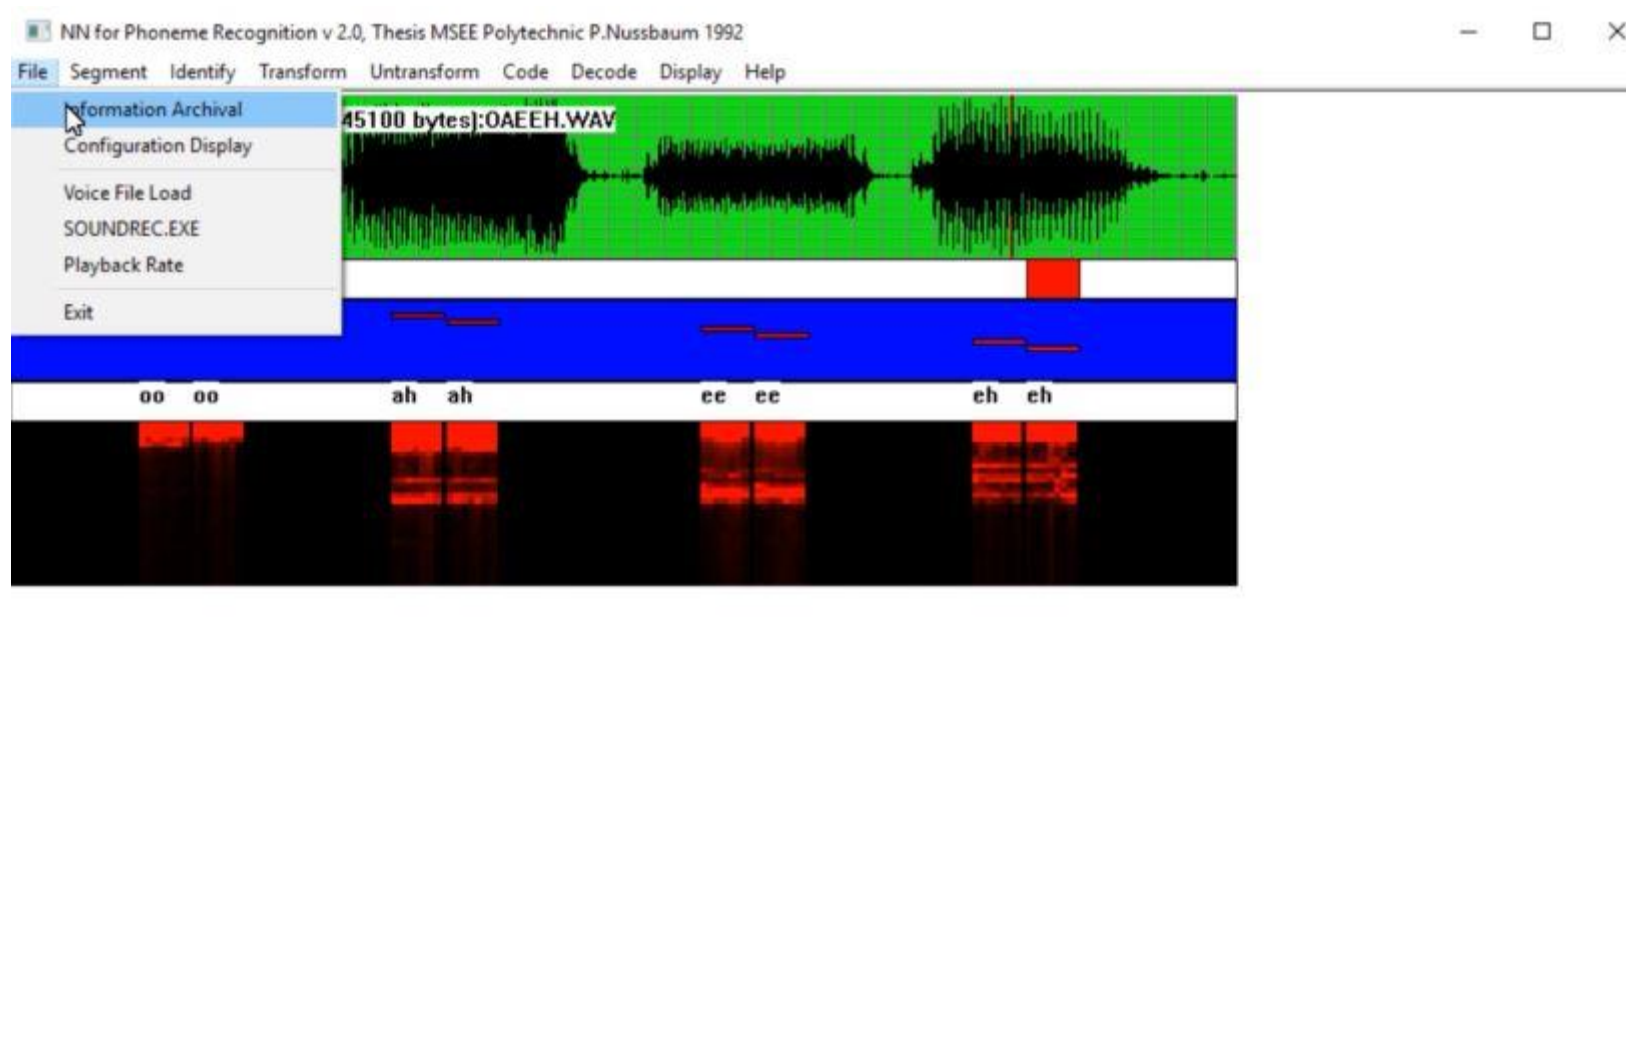 NN for Phoneme Recognition v 2.0, Thesis MSEE Polytechnic P.Nussbaum 1992
File Segment Identify Transform Untransform Code Decode Display Help
Information Archival
45100 bytes]:OAEEH.WAV
Configuration Display
Voice File Load
SOUNDREC.EXE
Playback Rate
Exit
oo oo ah ah ee ee eh eh